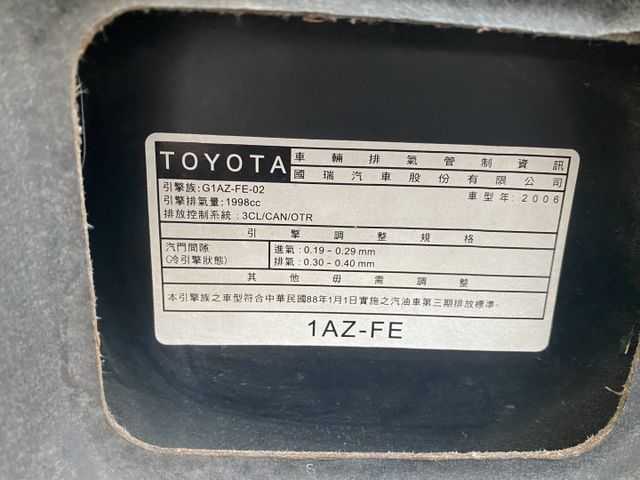 TOYOTA 車輛排氣管制資訊
國瑞汽車股份有限公司
引擎族:G1AZ-FE-02 車型年:2006
引擎排氣量:1998cc
排放控制系統:3CL/CAN/OTR
引擎調整規格
汽門間隙 進氣:0.19-0.29mm
(冷引擎狀態) 排氣:0.30-0.40mm
其他毋需調整
本引擎族之車型符合中華民國88年1月1日實施之汽油車第三期排放標準。
1AZ-FE